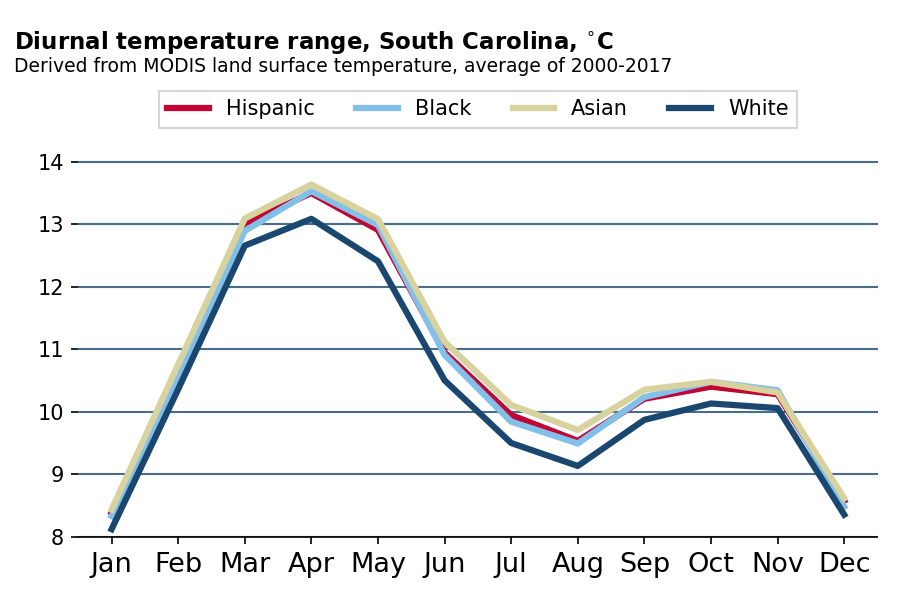 Diurnal temperature range, South Carolina, °C
Derived from MODIS land surface temperature, average of 2000-2017
Hispanic Black Asian White
14
13
12
11
10
9
8
Jan Feb Mar Apr May Jun Jul Aug Sep Oct Nov Dec